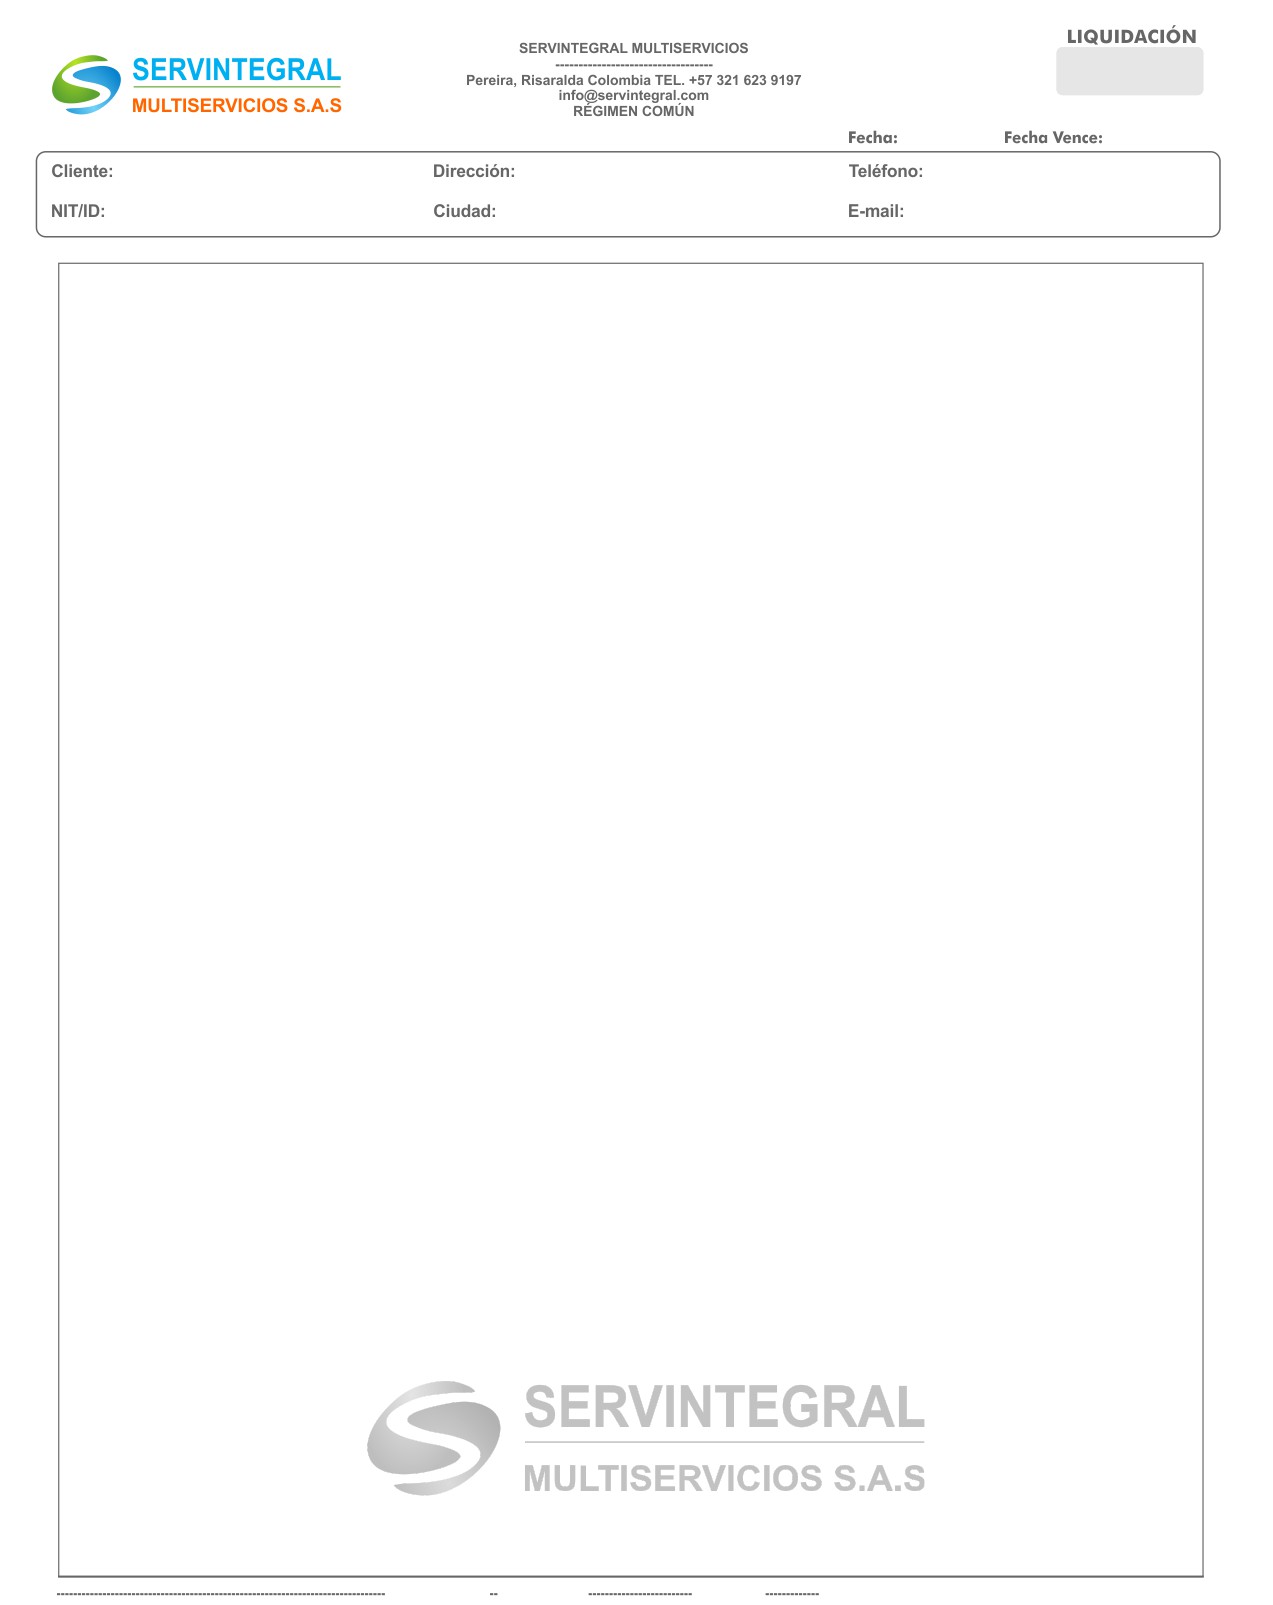 SERVINTEGRAL
MULTISERVICIOS S.A.S
SERVINTEGRAL MULTISERVICIOS
----------------------------------
Pereira, Risaralda Colombia TEL. +57 321 623 9197
info@servintegral.com
RÉGIMEN COMÚN
LIQUIDACIÓN
Fecha: Fecha Vence:
Cliente: Dirección: Teléfono:
NIT/ID: Ciudad: E-mail:
SERVINTEGRAL
MULTISERVICIOS S.A.S